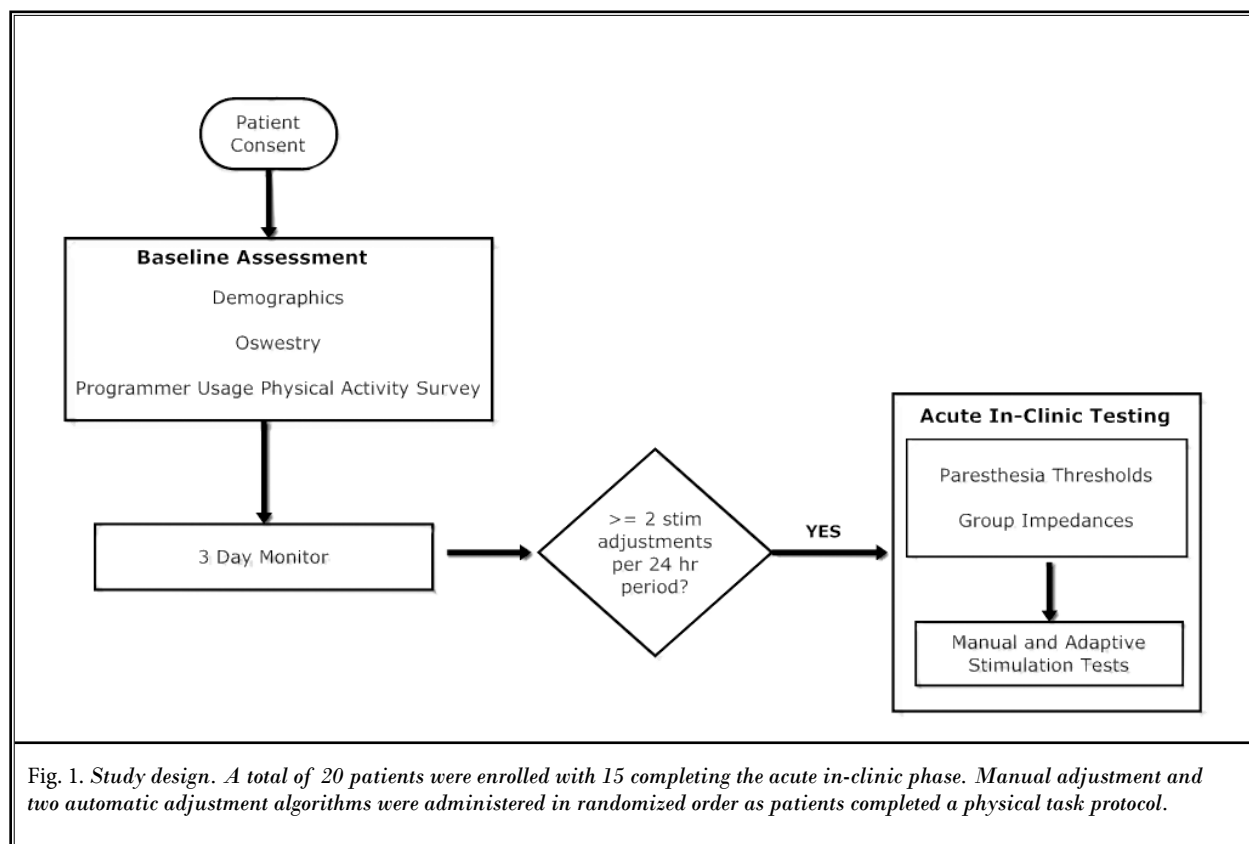 Patient
Consent
Baseline Assessment
Demographics
Oswestry
Programmer Usage Physical Activity Survey
3 Day Monitor
>= 2 stim
adjustments
per 24 hr
period?
YES
Acute In-Clinic Testing
Paresthesia Thresholds
Group Impedances
Manual and Adaptive
Stimulation Tests
Fig. 1. Study design. A total of 20 patients were enrolled with 15 completing the acute in-clinic phase. Manual adjustment and
two automatic adjustment algorithms were administered in randomized order as patients completed a physical task protocol.